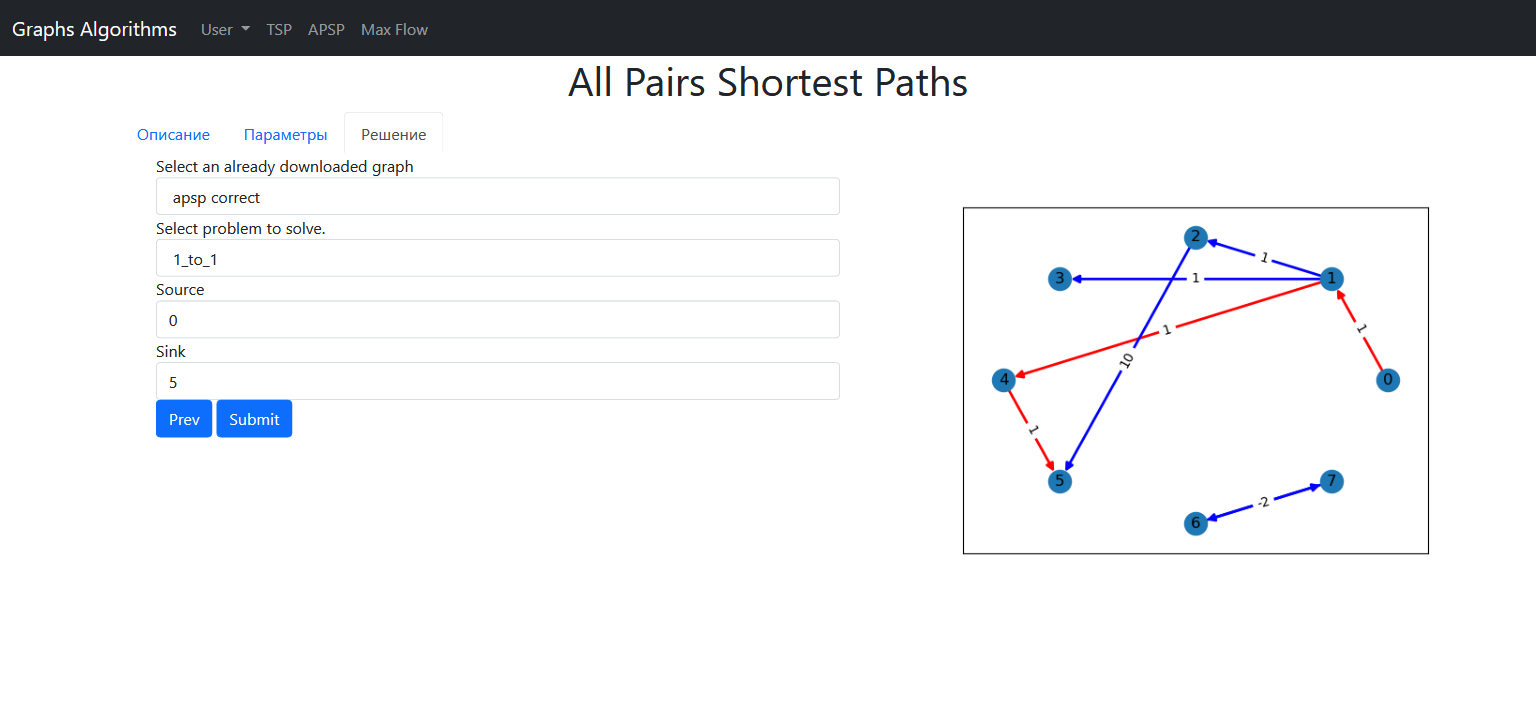 Graphs Algorithms User TSP APSP Max Flow
All Pairs Shortest Paths
Описание Параметры Решение
Select an already downloaded graph
apsp correct
Select problem to solve.
1_to_1
Source
0
Sink
5
Prev Submit
2
1
3
1
1
1
1
4
0
10
1
5
7
-2
6